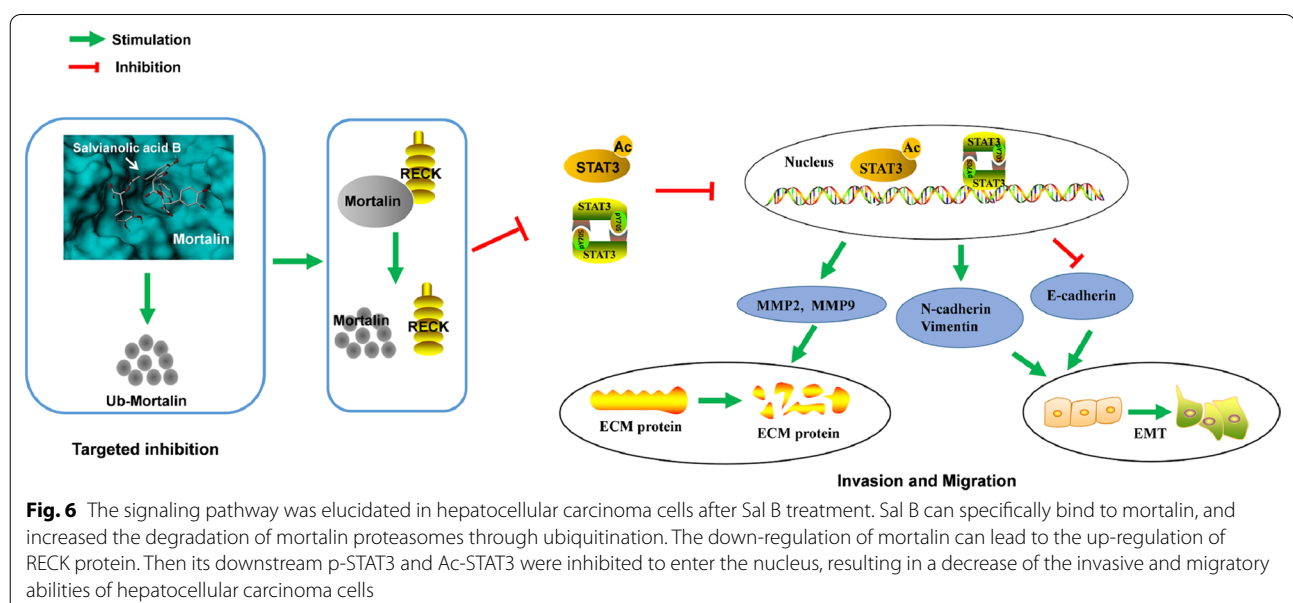 Stimulation
Inhibition
Salvianolic acid B
Mortalin
Ub-Mortalin
Targeted inhibition
RECK
Mortalin
Mortalin
RECK
Ac
STAT3
STAT3
pY705
pY705
STAT3
Nucleus
Ac
STAT3
STAT3
pY705
pY705
STAT3
MMP2, MMP9
N-cadherin
Vimentin
E-cadherin
ECM protein
ECM protein
EMT
Invasion and Migration
Fig. 6 The signaling pathway was elucidated in hepatocellular carcinoma cells after Sal B treatment. Sal B can specifically bind to mortalin, and
increased the degradation of mortalin proteasomes through ubiquitination. The down-regulation of mortalin can lead to the up-regulation of
RECK protein. Then its downstream p-STAT3 and Ac-STAT3 were inhibited to enter the nucleus, resulting in a decrease of the invasive and migratory
abilities of hepatocellular carcinoma cells